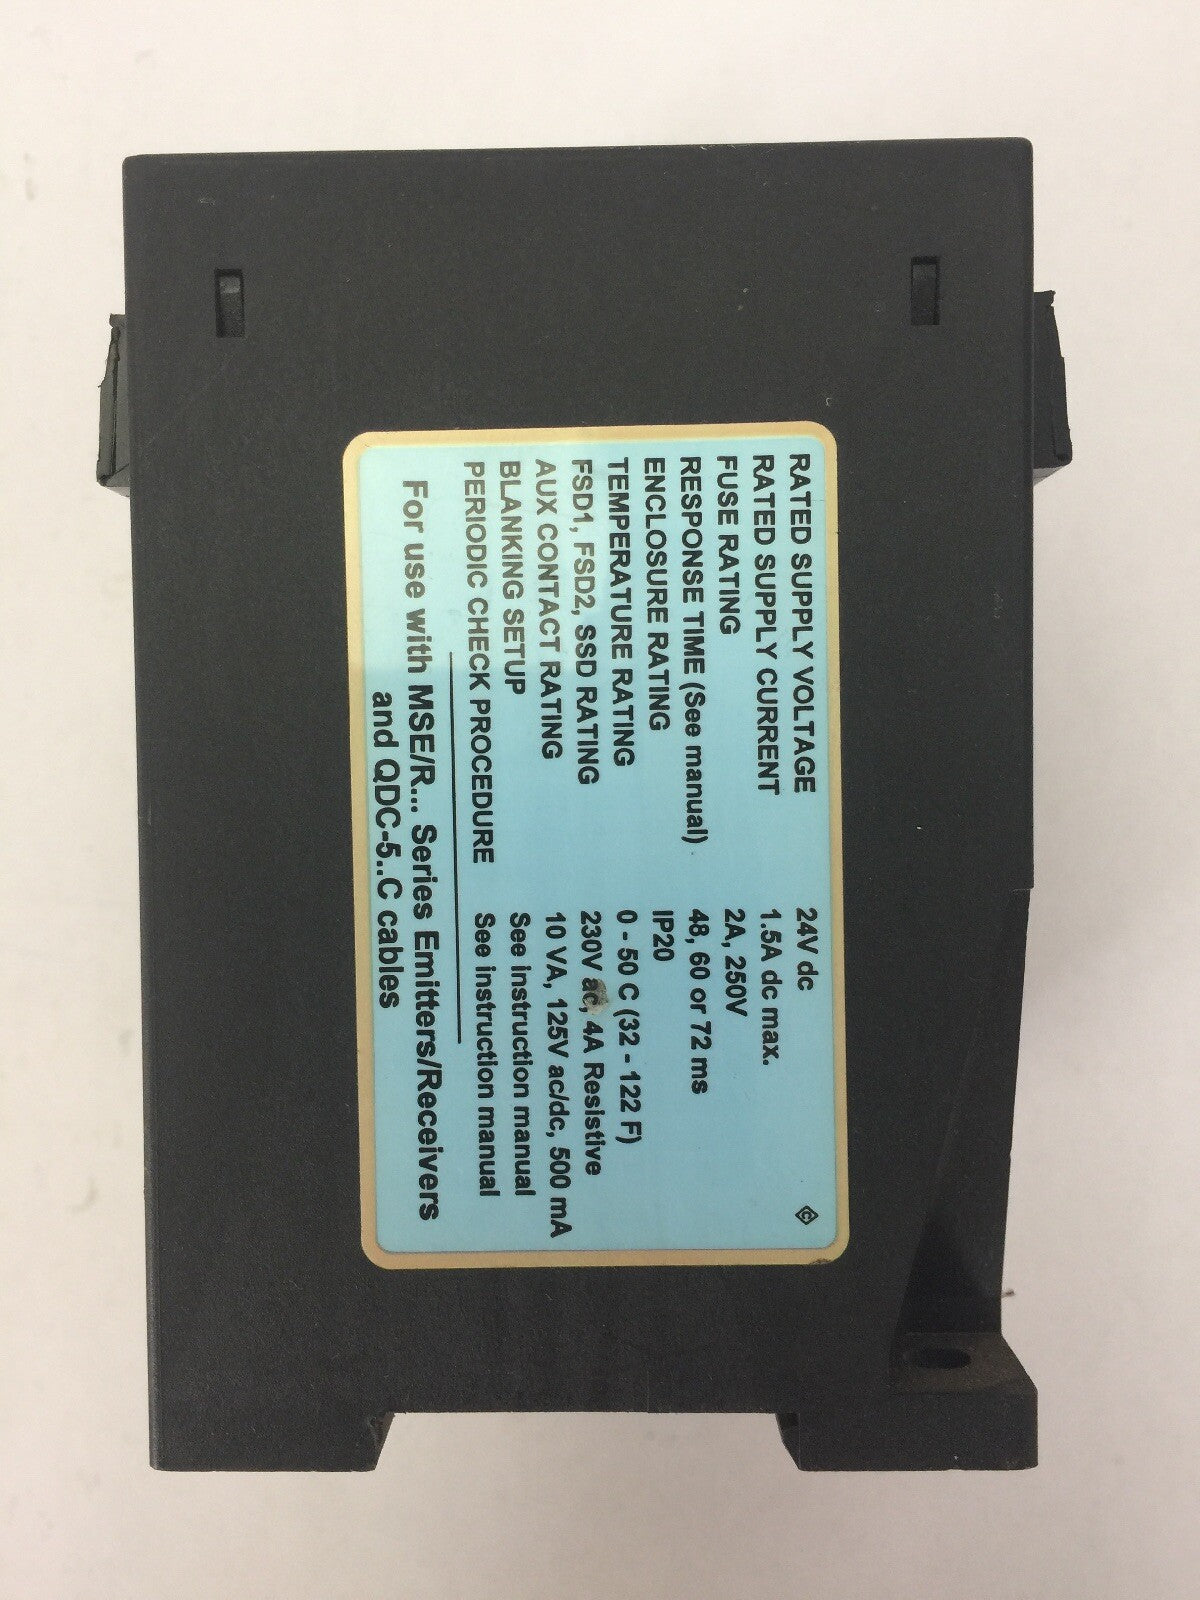 RATED SUPPLY VOLTAGE 24V dc
RATED SUPPLY CURRENT 1.5A dc max.
FUSE RATING 2A, 250V
RESPONSE TIME (See manual) 48, 60 or 72 ms
ENCLOSURE RATING IP20
TEMPERATURE RATING 0 - 50 C (32 - 122 F)
FSD1, FSD2, SSD RATING 230V ac, 4A Resistive
AUX CONTACT RATING 10 VA, 125V ac/dc, 500 mA
BLANKING SETUP See instruction manual
PERIODIC CHECK PROCEDURE See instruction manual
For use with MSE/R... Series Emitters/Receivers
and QDC-5..C cables